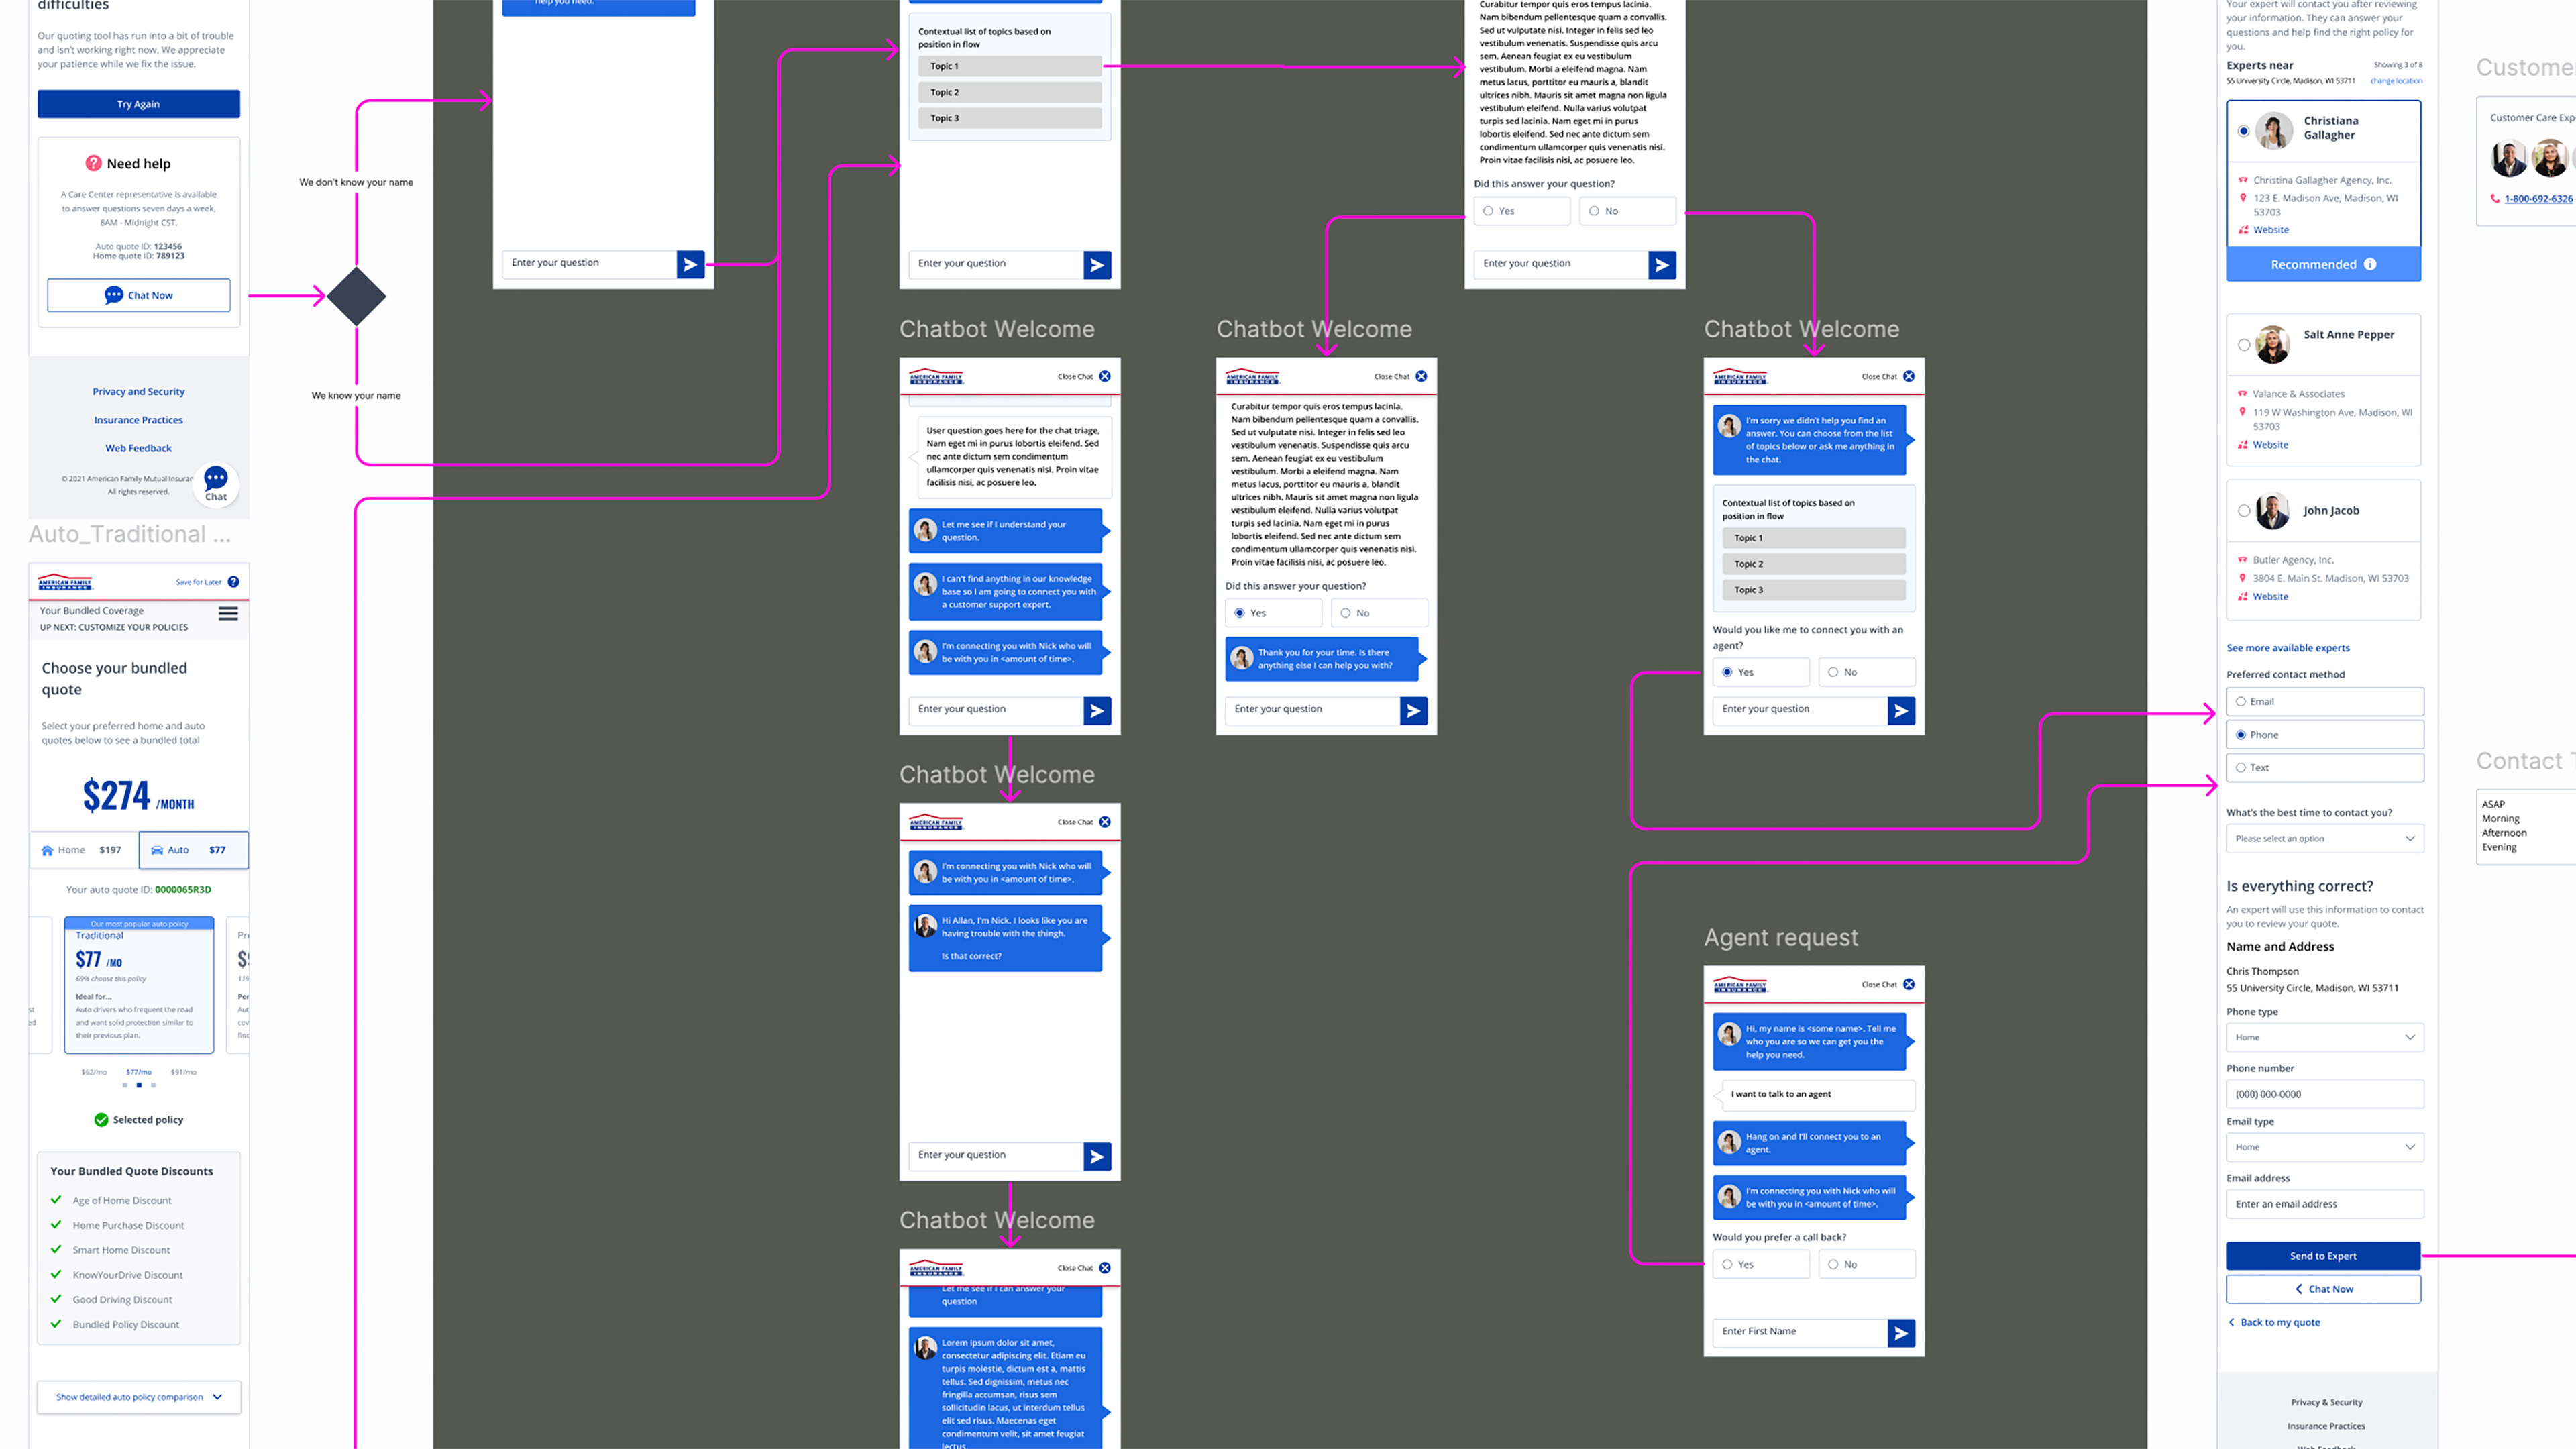 difficulties
Our quoting tool has run into a bit of trouble
and isn't working right now. We appreciate
your patience while we fix the issue.
Try Again
Need help
A Care Center representative is available
to answer questions seven days a week,
8AM - Midnight CST.
Auto quote ID: 123456
Home quote ID: 789123
Chat Now
Privacy and Security
Insurance Practices
Web Feedback
© 2021 American Family Mutual Insuran
All rights reserved.
Chat
Auto_Traditional ...
AMERICAN FAMILY
INSURANCE
Save for Later
Your Bundled Coverage
UP NEXT: CUSTOMIZE YOUR POLICIES
Choose your bundled
quote
Select your preferred home and auto
quotes below to see a bundled total
$274 /MONTH
Home $197
Auto $77
Your auto quote ID: 0000065R3D
Our most popular auto policy
Traditional
$77 /MO
69% choose this policy
Ideal for...
Auto drivers who frequent the road
and want solid protection similar to
their previous plan.
$62/mo $77/mo $91/mo
Selected policy
Your Bundled Quote Discounts
Age of Home Discount
Home Purchase Discount
Smart Home Discount
KnowYourDrive Discount
Good Driving Discount
Bundled Policy Discount
Show detailed auto policy comparison
We don't know your name
We know your name
help you need.
Enter your question
Contextual list of topics based on
position in flow
Topic 1
Topic 2
Topic 3
Enter your question
Chatbot Welcome
AMERICAN FAMILY
INSURANCE
Close Chat
User question goes here for the chat triage.
Nam eget mi in purus lobortis eleifend. Sed
nec ante dictum sem condimentum
ullamcorper quis venenatis nisi. Proin vitae
facilisis nisi, ac posuere leo.
Let me see if I understand your
question.
I can't find anything in our knowledge
base so I am going to connect you with
a customer support expert.
I'm connecting you with Nick who will
be with you in <amount of time>.
Enter your question
Chatbot Welcome
AMERICAN FAMILY
INSURANCE
Close Chat
I'm connecting you with Nick who will
be with you in <amount of time>.
Hi Allan, I'm Nick. I looks like you are
having trouble with the thingh.
Is that correct?
Enter your question
Chatbot Welcome
AMERICAN FAMILY
INSURANCE
Close Chat
Let me see if I can answer your
question
Lorem ipsum dolor sit amet,
consectetur adipiscing elit. Etiam eu
turpis molestie, dictum est a, mattis
tellus. Sed dignissim, metus nec
fringilla accumsan, risus sem
sollicitudin lacus, ut interdum tellus
elit sed risus. Maecenas eget
condimentum velit, sit amet feugiat
lectus.
Curabitur tempor quis eros tempus lacinia.
Nam bibendum pellentesque quam a convallis.
Sed ut vulputate nisi. Integer in felis sed leo
vestibulum venenatis. Suspendisse quis arcu
sem. Aenean feugiat ex eu vestibulum
vestibulum. Morbi a eleifend magna. Nam
metus lacus, porttitor eu mauris a, blandit
ultrices nibh. Mauris sit amet magna non ligula
vestibulum eleifend. Nulla varius volutpat
turpis sed lacinia. Nam eget mi in purus
lobortis eleifend. Sed nec ante dictum sem
condimentum ullamcorper quis venenatis nisi.
Proin vitae facilisis nisi, ac posuere leo.
Did this answer your question?
Yes No
Enter your question
Chatbot Welcome
AMERICAN FAMILY
INSURANCE
Close Chat
Curabitur tempor quis eros tempus lacinia.
Nam bibendum pellentesque quam a convallis.
Sed ut vulputate nisi. Integer in felis sed leo
vestibulum venenatis. Suspendisse quis arcu
sem. Aenean feugiat ex eu vestibulum
vestibulum. Morbi a eleifend magna. Nam
metus lacus, porttitor eu mauris a, blandit
ultrices nibh. Mauris sit amet magna non ligula
vestibulum eleifend. Nulla varius volutpat
turpis sed lacinia. Nam eget mi in purus
lobortis eleifend. Sed nec ante dictum sem
condimentum ullamcorper quis venenatis nisi.
Proin vitae facilisis nisi, ac posuere leo.
Did this answer your question?
Yes No
Thank you for your time. Is there
anything else I can help you with?
Enter your question
Chatbot Welcome
AMERICAN FAMILY
INSURANCE
Close Chat
I'm sorry we didn't help you find an
answer. You can choose from the list
of topics below or ask me anything in
the chat.
Contextual list of topics based on
position in flow
Topic 1
Topic 2
Topic 3
Would you like me to connect you with an
agent?
Yes No
Enter your question
Agent request
AMERICAN FAMILY
INSURANCE
Close Chat
Hi, my name is <some name>. Tell me
who you are so we can get you the
help you need.
I want to talk to an agent
Hang on and I'll connect you to an
agent.
I'm connecting you with Nick who will
be with you in <amount of time>.
Would you prefer a call back?
Yes No
Enter First Name
Your expert will contact you after reviewing
your information. They can answer your
questions and help find the right policy for
you.
Experts near Showing 3 of 8
55 University Circle, Madison, WI 53711 change location
Christiana
Gallagher
Christina Gallagher Agency, Inc.
123 E. Madison Ave, Madison, WI
53703
Website
Recommended
Salt Anne Pepper
Valance & Associates
119 W Washington Ave, Madison, WI
53703
Website
John Jacob
Butler Agency, Inc.
3804 E. Main St. Madison, WI 53703
Website
See more available experts
Preferred contact method
Email
Phone
Text
What's the best time to contact you?
Please select an option
Is everything correct?
An expert will use this information to contact
you to review your quote.
Name and Address
Chris Thompson
55 University Circle, Madison, WI 53711
Phone type
Home
Phone number
(000) 000-0000
Email type
Home
Email address
Enter an email address
Send to Expert
Chat Now
Back to my quote
Privacy & Security
Insurance Practices
Customer
Customer Care Exp
1-800-692-6326
Contact T
ASAP
Morning
Afternoon
Evening